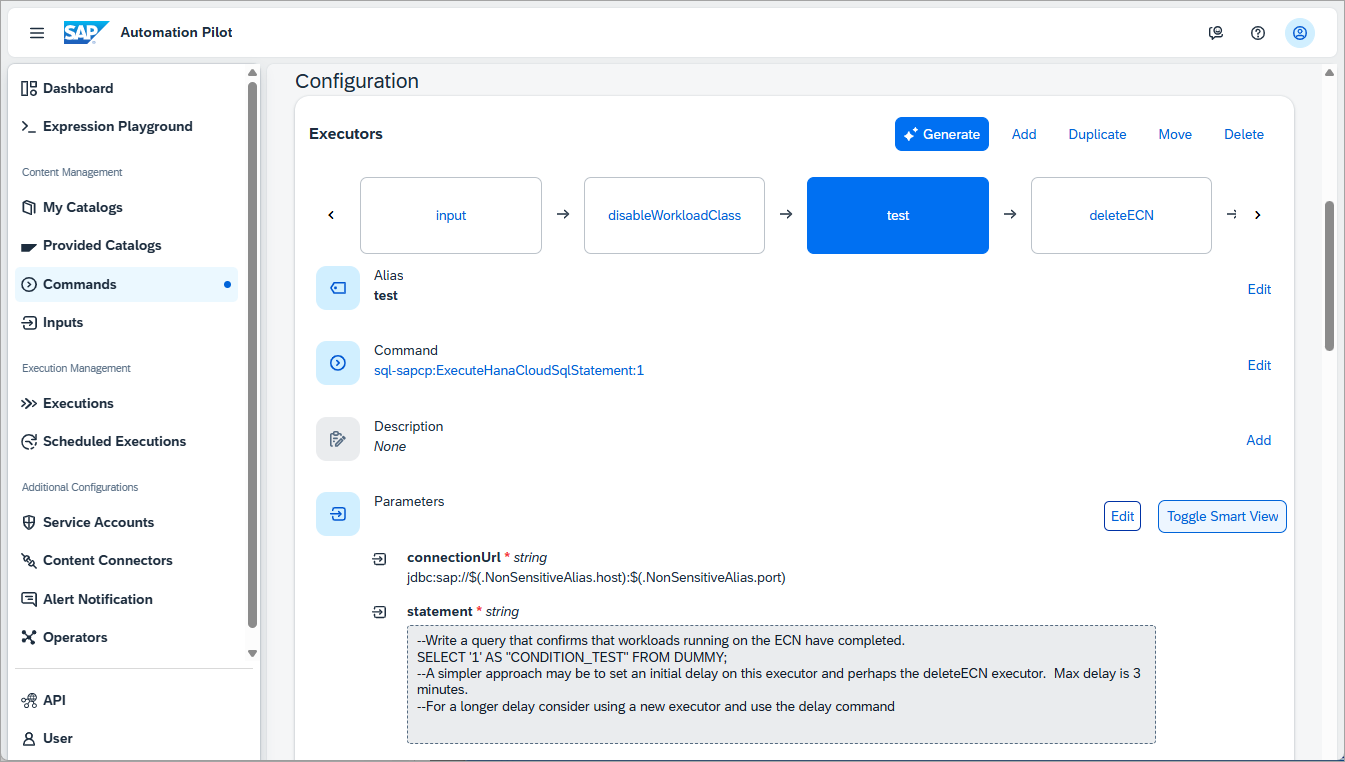 SAP Automation Pilot
Dashboard
Expression Playground
Content Management
My Catalogs
Provided Catalogs
Commands
Inputs
Execution Management
Executions
Scheduled Executions
Additional Configurations
Service Accounts
Content Connectors
Alert Notification
Operators
API
User
Configuration
Executors
Generate Add Duplicate Move Delete
input disableWorkloadClass test deleteECN
Alias
test
Edit
Command
sql-sapcp:ExecuteHanaCloudSqlStatement:1
Edit
Description
None
Add
Parameters
Edit Toggle Smart View
connectionUrl * string
jdbc:sap://$(.NonSensitiveAlias.host):$(.NonSensitiveAlias.port)
statement * string
--Write a query that confirms that workloads running on the ECN have completed.
SELECT '1' AS "CONDITION_TEST" FROM DUMMY;
--A simpler approach may be to set an initial delay on this executor and perhaps the deleteECN executor.  Max delay is 3
minutes.
--For a longer delay consider using a new executor and use the delay command